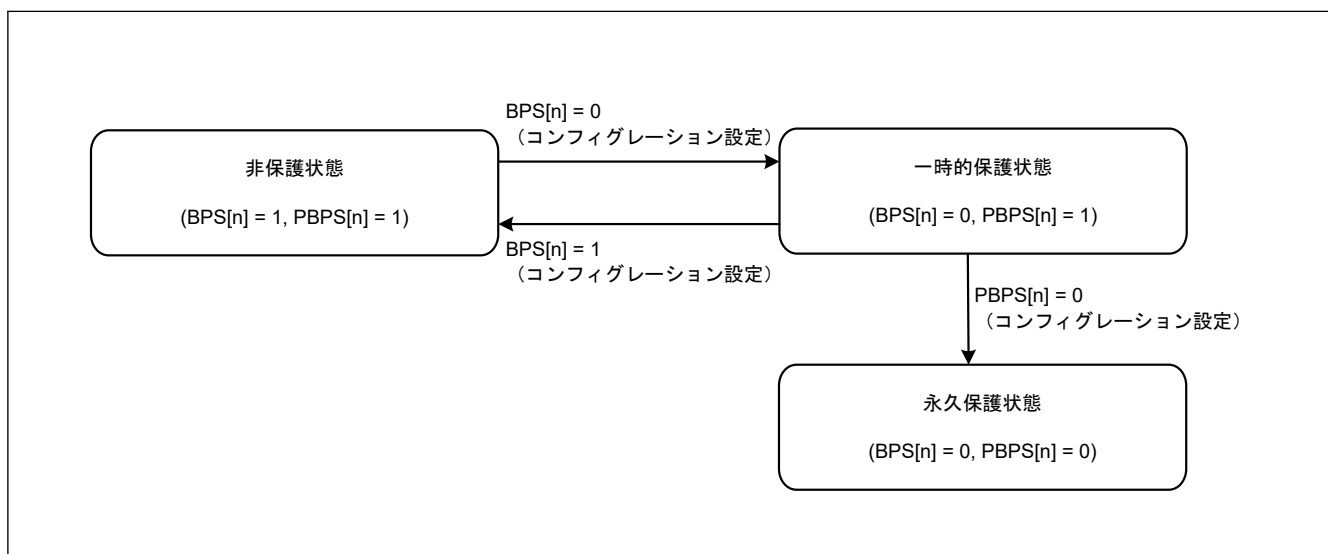 BPS[n] = 0
（コンフィグレーション設定）
非保護状態
(BPS[n] = 1, PBPS[n] = 1)
一時的保護状態
(BPS[n] = 0, PBPS[n] = 1)
BPS[n] = 1
（コンフィグレーション設定）
PBPS[n] = 0
（コンフィグレーション設定）
永久保護状態
(BPS[n] = 0, PBPS[n] = 0)